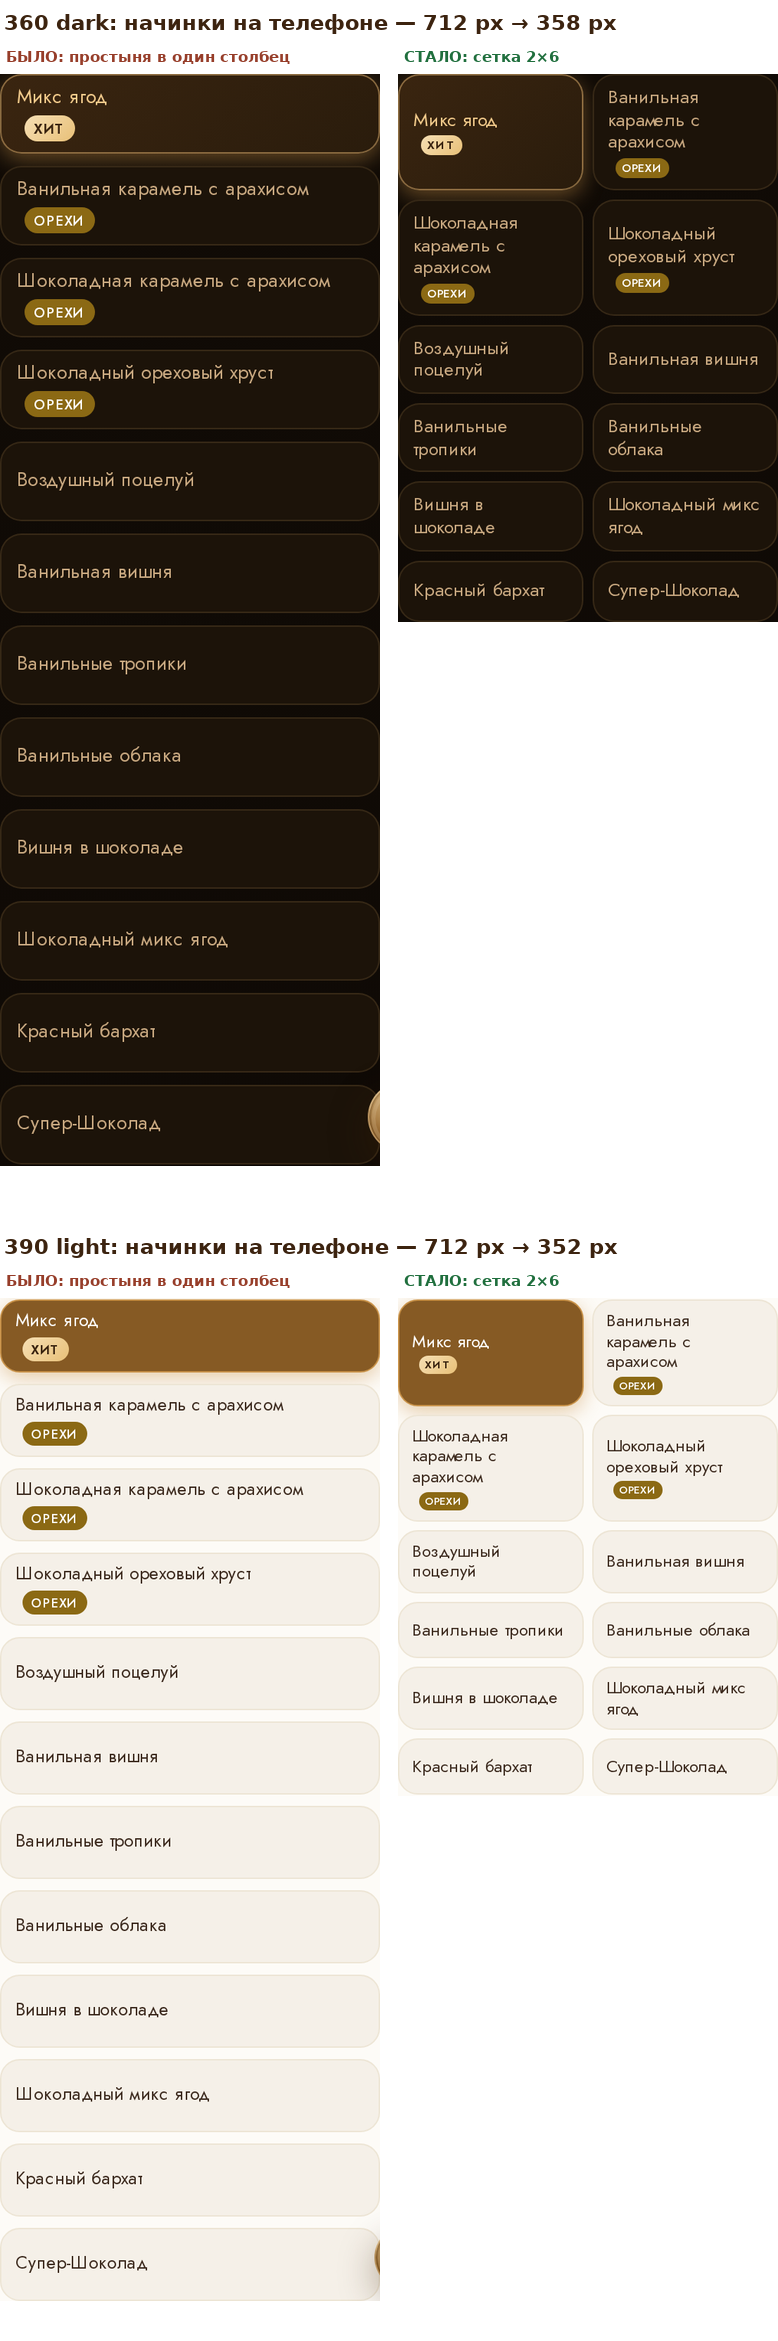 360 dark: начинки на телефоне — 712 px → 358 px
БЫЛО: простыня в один столбец
Микс ягод
ХИТ
Ванильная карамель с арахисом
ОРЕХИ
Шоколадная карамель с арахисом
ОРЕХИ
Шоколадный ореховый хруст
ОРЕХИ
Воздушный поцелуй
Ванильная вишня
Ванильные тропики
Ванильные облака
Вишня в шоколаде
Шоколадный микс ягод
Красный бархат
Супер-Шоколад
СТАЛО: сетка 2×6
Микс ягод
ХИТ
Ванильная
карамель с
арахисом
ОРЕХИ
Шоколадная
карамель с
арахисом
ОРЕХИ
Шоколадный
ореховый хруст
ОРЕХИ
Воздушный
поцелуй
Ванильная вишня
Ванильные
тропики
Ванильные
облака
Вишня в
шоколаде
Шоколадный микс
ягод
Красный бархат
Супер-Шоколад
390 light: начинки на телефоне — 712 px → 352 px
БЫЛО: простыня в один столбец
Микс ягод
ХИТ
Ванильная карамель с арахисом
ОРЕХИ
Шоколадная карамель с арахисом
ОРЕХИ
Шоколадный ореховый хруст
ОРЕХИ
Воздушный поцелуй
Ванильная вишня
Ванильные тропики
Ванильные облака
Вишня в шоколаде
Шоколадный микс ягод
Красный бархат
Супер-Шоколад
СТАЛО: сетка 2×6
Микс ягод
ХИТ
Ванильная
карамель с
арахисом
ОРЕХИ
Шоколадная
карамель с
арахисом
ОРЕХИ
Шоколадный
ореховый хруст
ОРЕХИ
Воздушный
поцелуй
Ванильная вишня
Ванильные тропики
Ванильные облака
Вишня в шоколаде
Шоколадный микс
ягод
Красный бархат
Супер-Шоколад